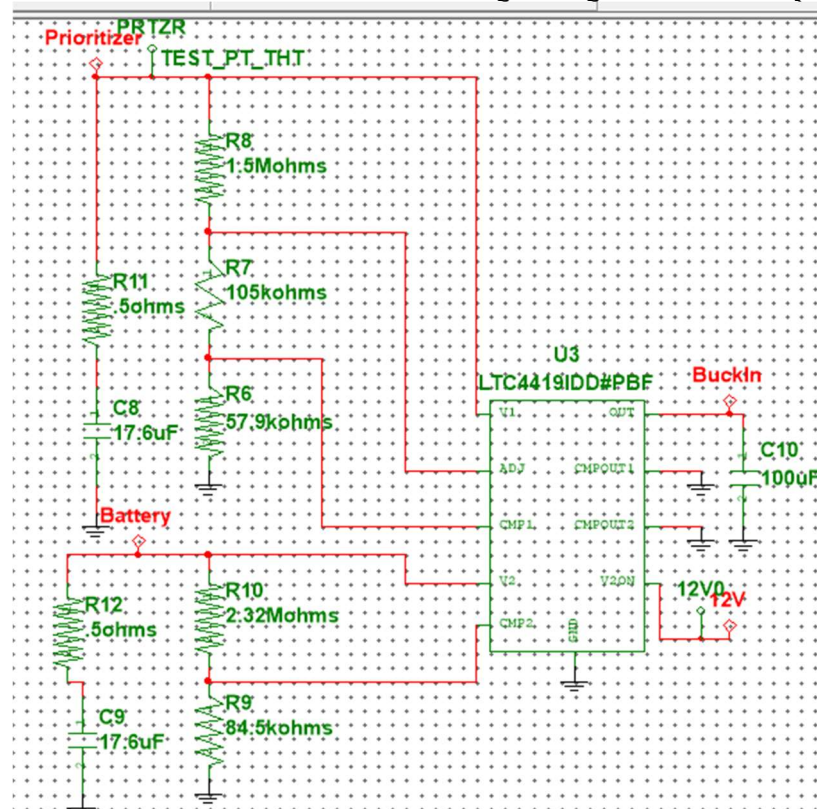 PRTZR
Prioritizer
TEST_PT_THT
R8
1.5Mohms
R7
105kohms
R11
.5ohms
R6
57.9kohms
C8
17.6uF
U3
LTC4419IDD#PBF
BuckIn
V1
OUT
C10
100uF
ADJ
CMPOUT1
CMP1
CMPOUT2
Battery
V2
V2ON
R10
2.32Mohms
R12
.5ohms
CMP2
GND
12V0
12V
R9
84.5kohms
C9
17.6uF